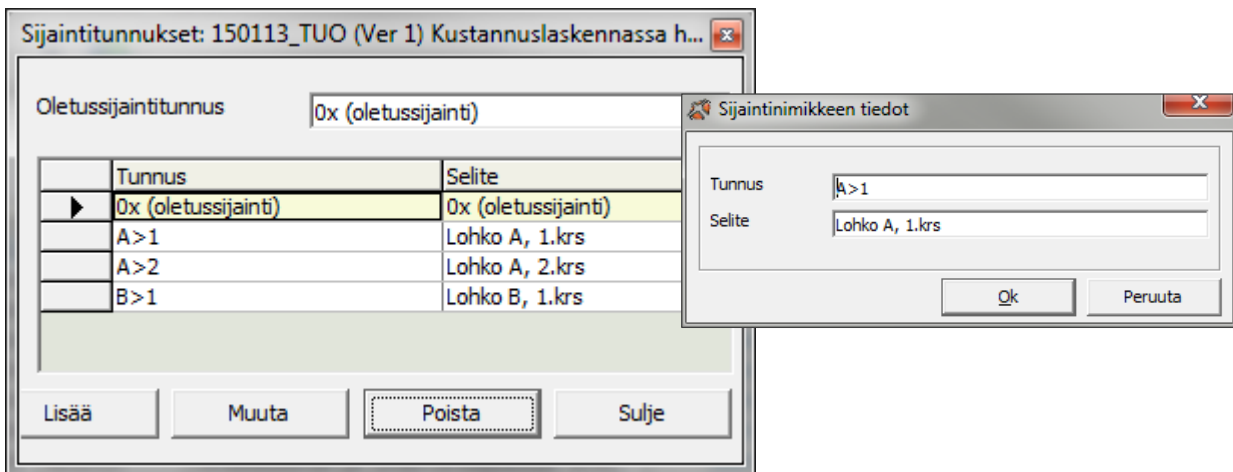 Sijaintitunnukset: 150113_TUO (Ver 1) Kustannuslaskennassa h...
Oletussijaintitunnus 0x (oletussijainti)
Tunnus Selite
0x (oletussijainti) 0x (oletussijainti)
A>1 Lohko A, 1.krs
A>2 Lohko A, 2.krs
B>1 Lohko B, 1.krs
Lisää Muuta Poista Sulje
Sijaintinimikkeen tiedot
Tunnus A>1
Selite Lohko A, 1.krs
Ok Peruuta